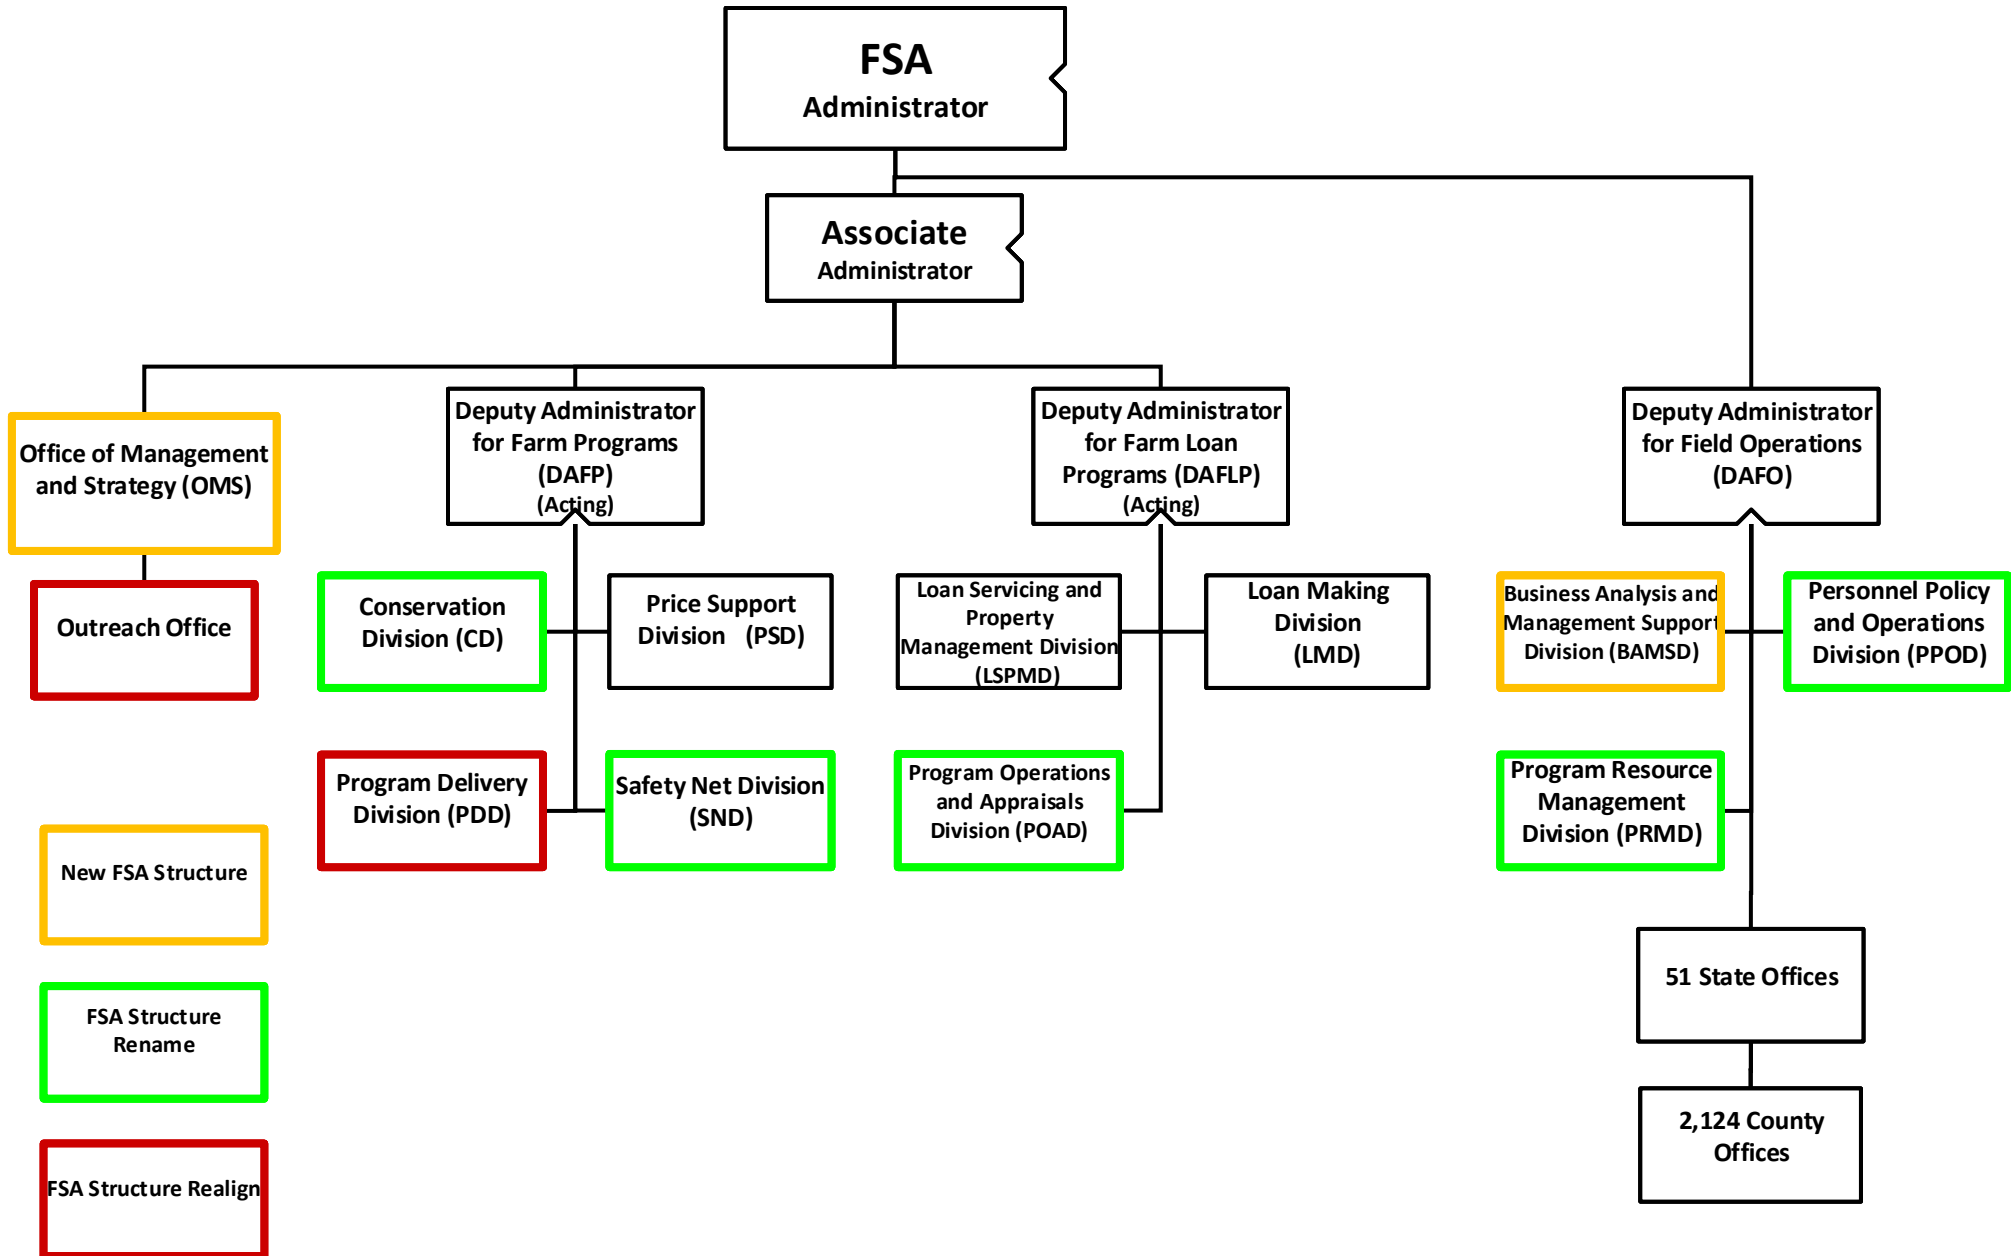 FSA
Administrator
Associate
Administrator
Office of Management
and Strategy (OMS)
Deputy Administrator
for Farm Programs
(DAFP)
(Acting)
Deputy Administrator
for Farm Loan
Programs (DAFLP)
(Acting)
Deputy Administrator
for Field Operations
(DAFO)
Outreach Office
Conservation
Division (CD)
Price Support
Division (PSD)
Loan Servicing and
Property
Management Division
(LSPMD)
Loan Making
Division
(LMD)
Business Analysis and
Management Support
Division (BAMSD)
Personnel Policy
and Operations
Division (PPOD)
Program Delivery
Division (PDD)
Safety Net Division
(SND)
Program Operations
and Appraisals
Division (POAD)
Program Resource
Management
Division (PRMD)
New FSA Structure
FSA Structure
Rename
FSA Structure Realign
51 State Offices
2,124 County
Offices